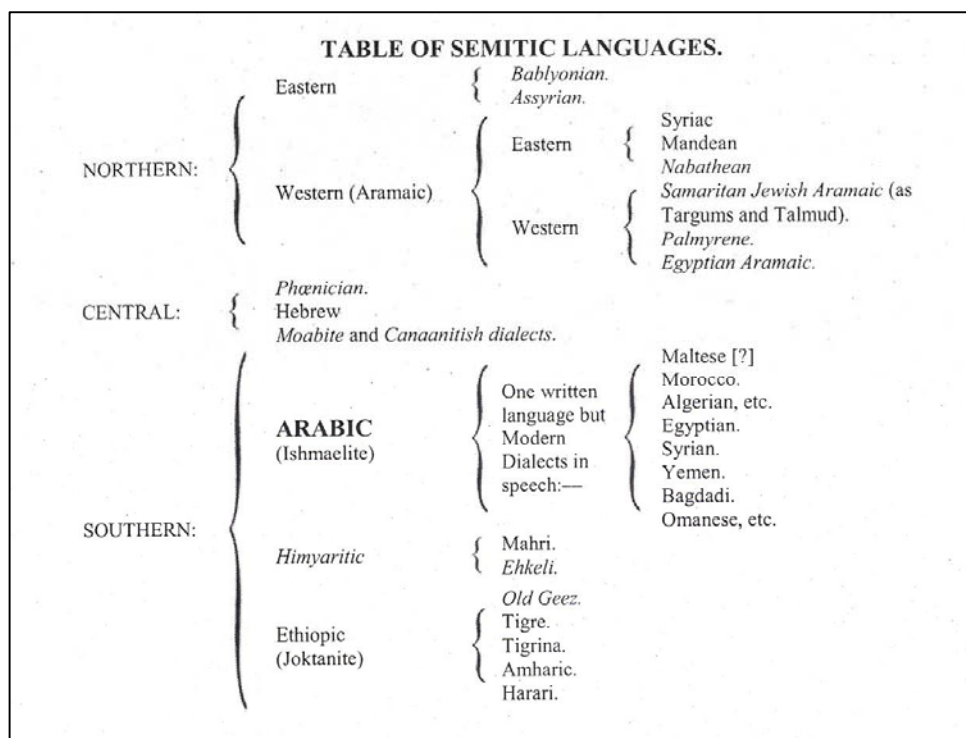 TABLE OF SEMITIC LANGUAGES.
NORTHERN:
Eastern
Bablyonian.
Assyrian.
Western (Aramaic)
Eastern
Syriac
Mandean
Nabathean
Western
Samaritan Jewish Aramaic (as
Targums and Talmud).
Palmyrene.
Egyptian Aramaic.
CENTRAL:
Phœnician.
Hebrew
Moabite and Canaanitish dialects.
SOUTHERN:
ARABIC
(Ishmaelite)
One written
language but
Modern
Dialects in
speech:—
Maltese [?]
Morocco.
Algerian, etc.
Egyptian.
Syrian.
Yemen.
Bagdadi.
Omanese, etc.
Himyaritic
Mahri.
Ehkeli.
Ethiopic
(Joktanite)
Old Geez.
Tigre.
Tigrina.
Amharic.
Harari.